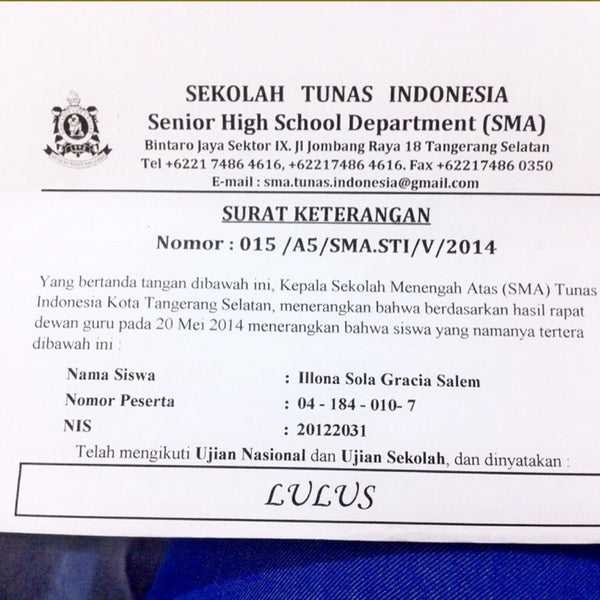 SEKOLAH TUNAS INDONESIA
Senior High School Department (SMA)
Bintaro Jaya Sektor IX. Jl Jombang Raya 18 Tangerang Selatan
Tel +6221 7486 4616, +62217486 4616. Fax +62217486 0350
E-mail : sma.tunas.indonesia@gmail.com
SURAT KETERANGAN
Nomor : 015 /A5/SMA.STI/V/2014
Yang bertanda tangan dibawah ini, Kepala Sekolah Menengah Atas (SMA) Tunas
Indonesia Kota Tangerang Selatan, menerangkan bahwa berdasarkan hasil rapat
dewan guru pada 20 Mei 2014 menerangkan bahwa siswa yang namanya tertera
dibawah ini :
Nama Siswa : Illona Sola Gracia Salem
Nomor Peserta : 04 - 184 - 010- 7
NIS : 20122031
Telah mengikuti Ujian Nasional dan Ujian Sekolah, dan dinyatakan :
LULUS